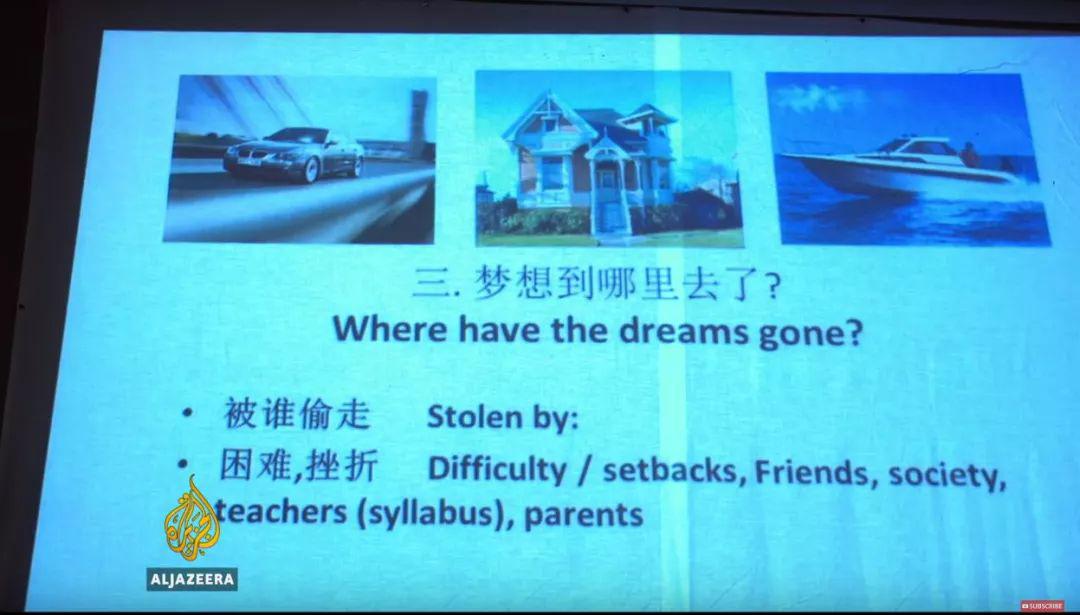 三. 梦想到哪里去了?
Where have the dreams gone?
• 被谁偷走 Stolen by:
• 困难,挫折 Difficulty / setbacks, Friends, society,
teachers (syllabus), parents
الجزيرة
ALJAZEERA
SUBSCRIBE